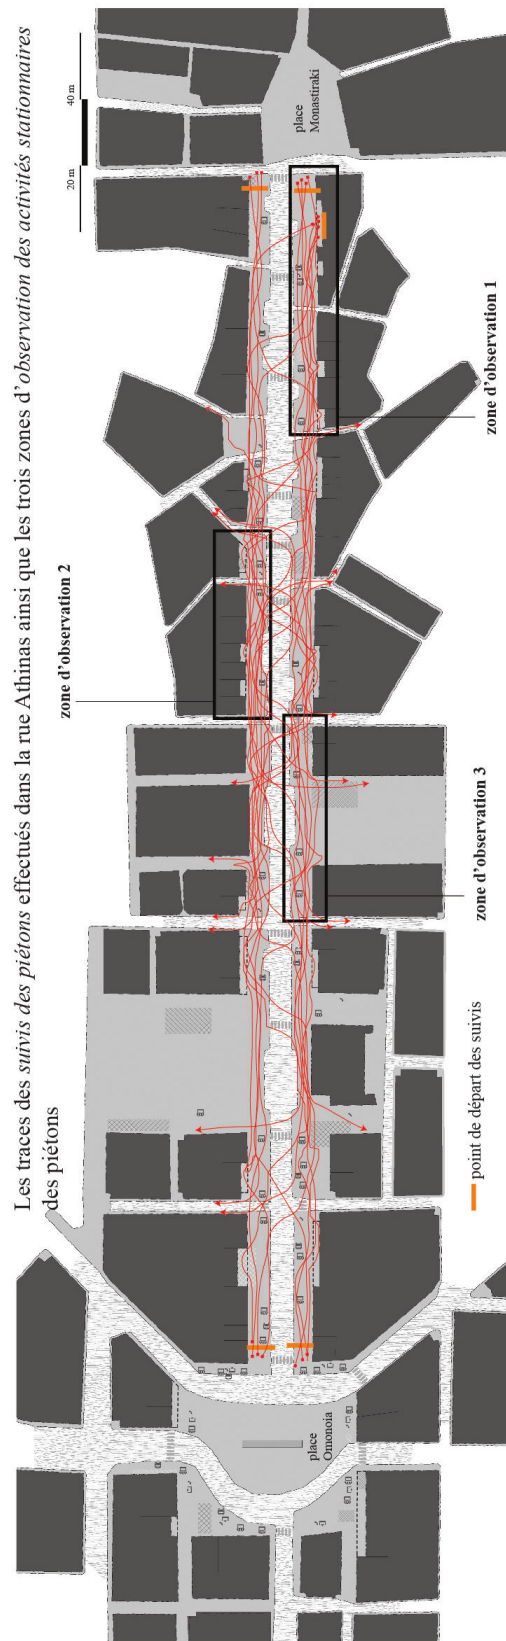 Les traces des suivis des piétons effectués dans la rue Athinas ainsi que les trois zones d'observation des activités stationnaires
des piétons
20 m
40 m
place
Monastiraki
zone d'observation 1
zone d'observation 2
zone d'observation 3
point de départ des suivis
place
Omonoia